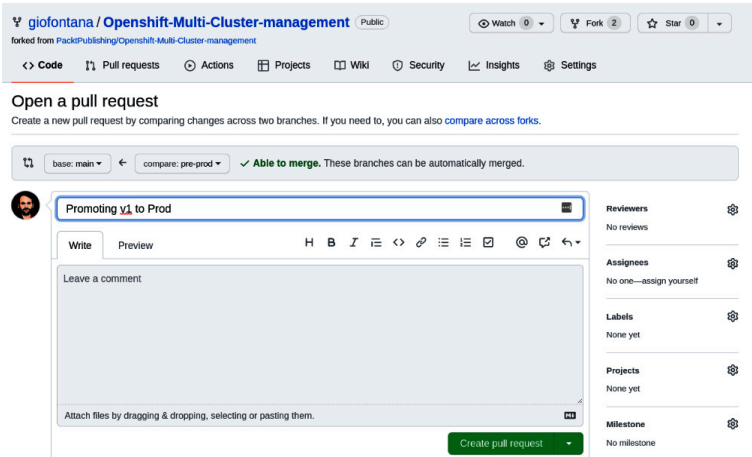 giofontana / Openshift-Multi-Cluster-management Public
Watch 0 Fork 2 Star 0
forked from PacktPublishing/Openshift-Multi-Cluster-management
Code Pull requests Actions Projects Wiki Security Insights Settings
Open a pull request
Create a new pull request by comparing changes across two branches. If you need to, you can also compare across forks.
base: main ← compare: pre-prod ✓ Able to merge. These branches can be automatically merged.
Promoting v1 to Prod
Write Preview H B I @
Leave a comment
Attach files by dragging & dropping, selecting or pasting them.
Create pull request
Reviewers
No reviews
Assignees
No one—assign yourself
Labels
None yet
Projects
None yet
Milestone
No milestone